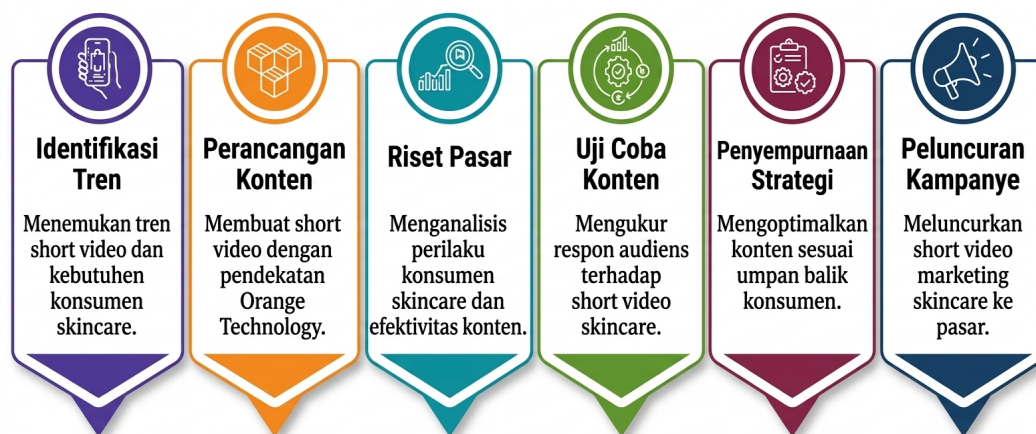 Identifikasi
Tren
Menemukan tren
short video dan
kebutuhen
konsumen
skincare.
Perancangan
Konten
Membuat short
video dengan
pendekatan
Orange
Technology.
Riset Pasar
Menganalisis
perilaku
konsumen
skincare dan
efektivitas konten.
Uji Coba
Konten
Mengukur
respon audiens
terhadap
short video
skincare.
Penyempurnaan
Strategi
Mengoptimalkan
konten sesuai
umpan balik
konsumen.
Peluncuran
Kampanye
Meluncurkan
short video
marketing
skincare ke
pasar.